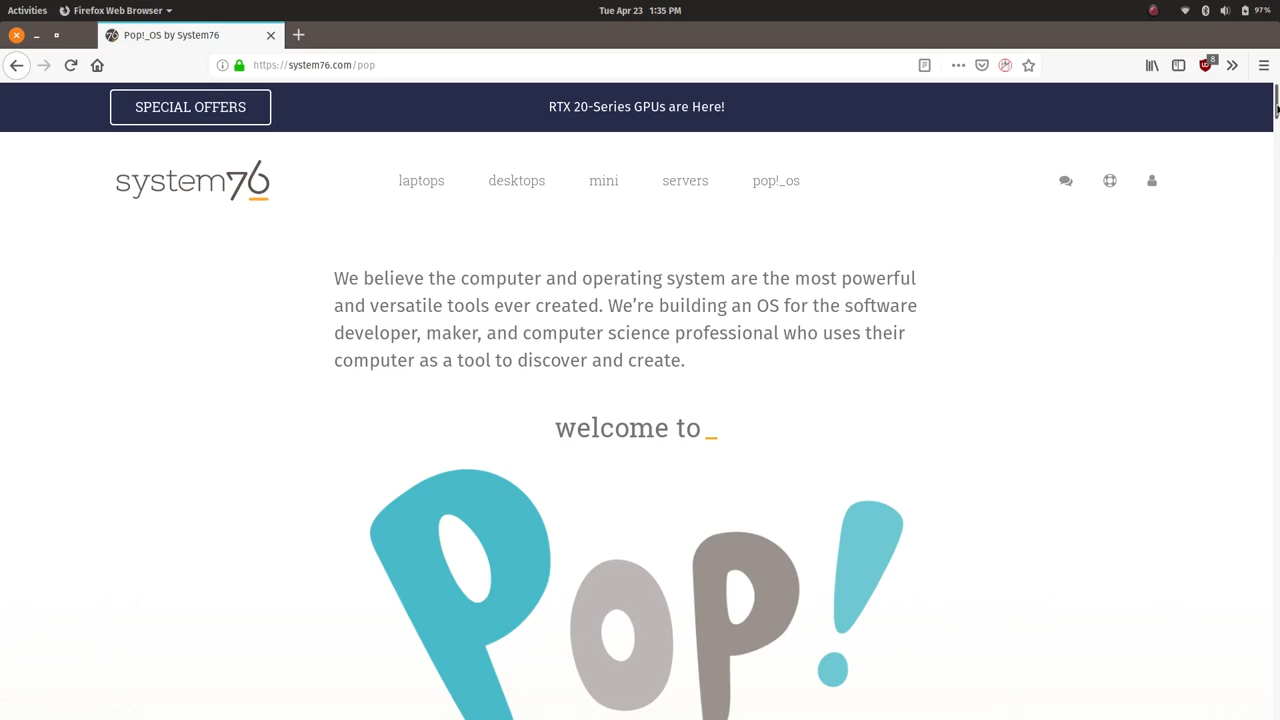 Activities Firefox Web Browser Tue Apr 23 1:35 PM 97%
76 Pop!_OS by System76
https://system76.com/pop 8
SPECIAL OFFERS RTX 20-Series GPUs are Here!
system76 laptops desktops mini servers pop!_os
We believe the computer and operating system are the most powerful
and versatile tools ever created. We’re building an OS for the software
developer, maker, and computer science professional who uses their
computer as a tool to discover and create.
welcome to _
Pop!